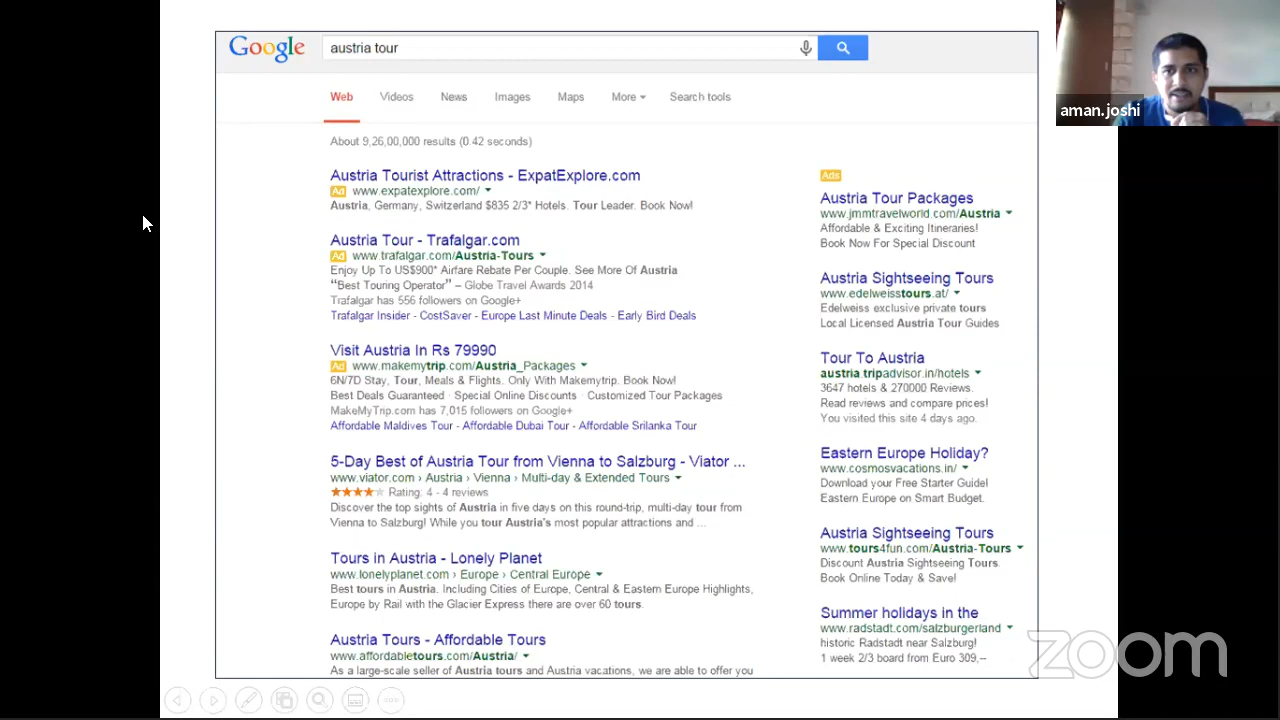 Google
austria tour
Web Videos News Images Maps More Search tools
About 9,26,00,000 results (0.42 seconds)
Austria Tourist Attractions - ExpatExplore.com
Ad www.expatexplore.com/
Austria, Germany, Switzerland $835 2/3* Hotels. Tour Leader. Book Now!
Austria Tour - Trafalgar.com
Ad www.trafalgar.com/Austria-Tours
Enjoy Up To US$900* Airfare Rebate Per Couple. See More Of Austria
“Best Touring Operator” – Globe Travel Awards 2014
Trafalgar has 556 followers on Google+
Trafalgar Insider - CostSaver - Europe Last Minute Deals - Early Bird Deals
Visit Austria In Rs 79990
Ad www.makemytrip.com/Austria_Packages
6N/7D Stay, Tour, Meals & Flights. Only With Makemytrip. Book Now!
Best Deals Guaranteed · Special Online Discounts · Customized Tour Packages
MakeMyTrip.com has 7,015 followers on Google+
Affordable Maldives Tour - Affordable Dubai Tour - Affordable Srilanka Tour
5-Day Best of Austria Tour from Vienna to Salzburg - Viator ...
www.viator.com › Austria › Vienna › Multi-day & Extended Tours
Rating: 4 - 4 reviews
Discover the top sights of Austria in five days on this round-trip, multi-day tour from
Vienna to Salzburg! While you tour Austria's most popular attractions and ...
Tours in Austria - Lonely Planet
www.lonelyplanet.com › Europe › Central Europe
Best tours in Austria. Including Cities of Europe, Central & Eastern Europe Highlights,
Europe by Rail with the Glacier Express there are over 60 tours.
Austria Tours - Affordable Tours
www.affordabletours.com/Austria/
As a large-scale seller of Austria tours and Austria vacations, we are able to offer you
Ads
Austria Tour Packages
www.jmmtravelworld.com/Austria
Affordable & Exciting Itineraries!
Book Now For Special Discount
Austria Sightseeing Tours
www.edelweisstours.at/
Edelweiss exclusive private tours
Local Licensed Austria Tour Guides
Tour To Austria
austria.tripadvisor.in/hotels
3647 hotels & 270000 Reviews.
Read reviews and compare prices!
You visited this site 4 days ago.
Eastern Europe Holiday?
www.cosmosvacations.in/
Download your Free Starter Guide!
Eastern Europe on Smart Budget.
Austria Sightseeing Tours
www.tours4fun.com/Austria-Tours
Discount Austria Sightseeing Tours.
Book Online Today & Save!
Summer holidays in the
www.radstadt.com/salzburgerland
historic Radstadt near Salzburg!
1 week 2/3 board from Euro 309,--
aman.joshi
zoom